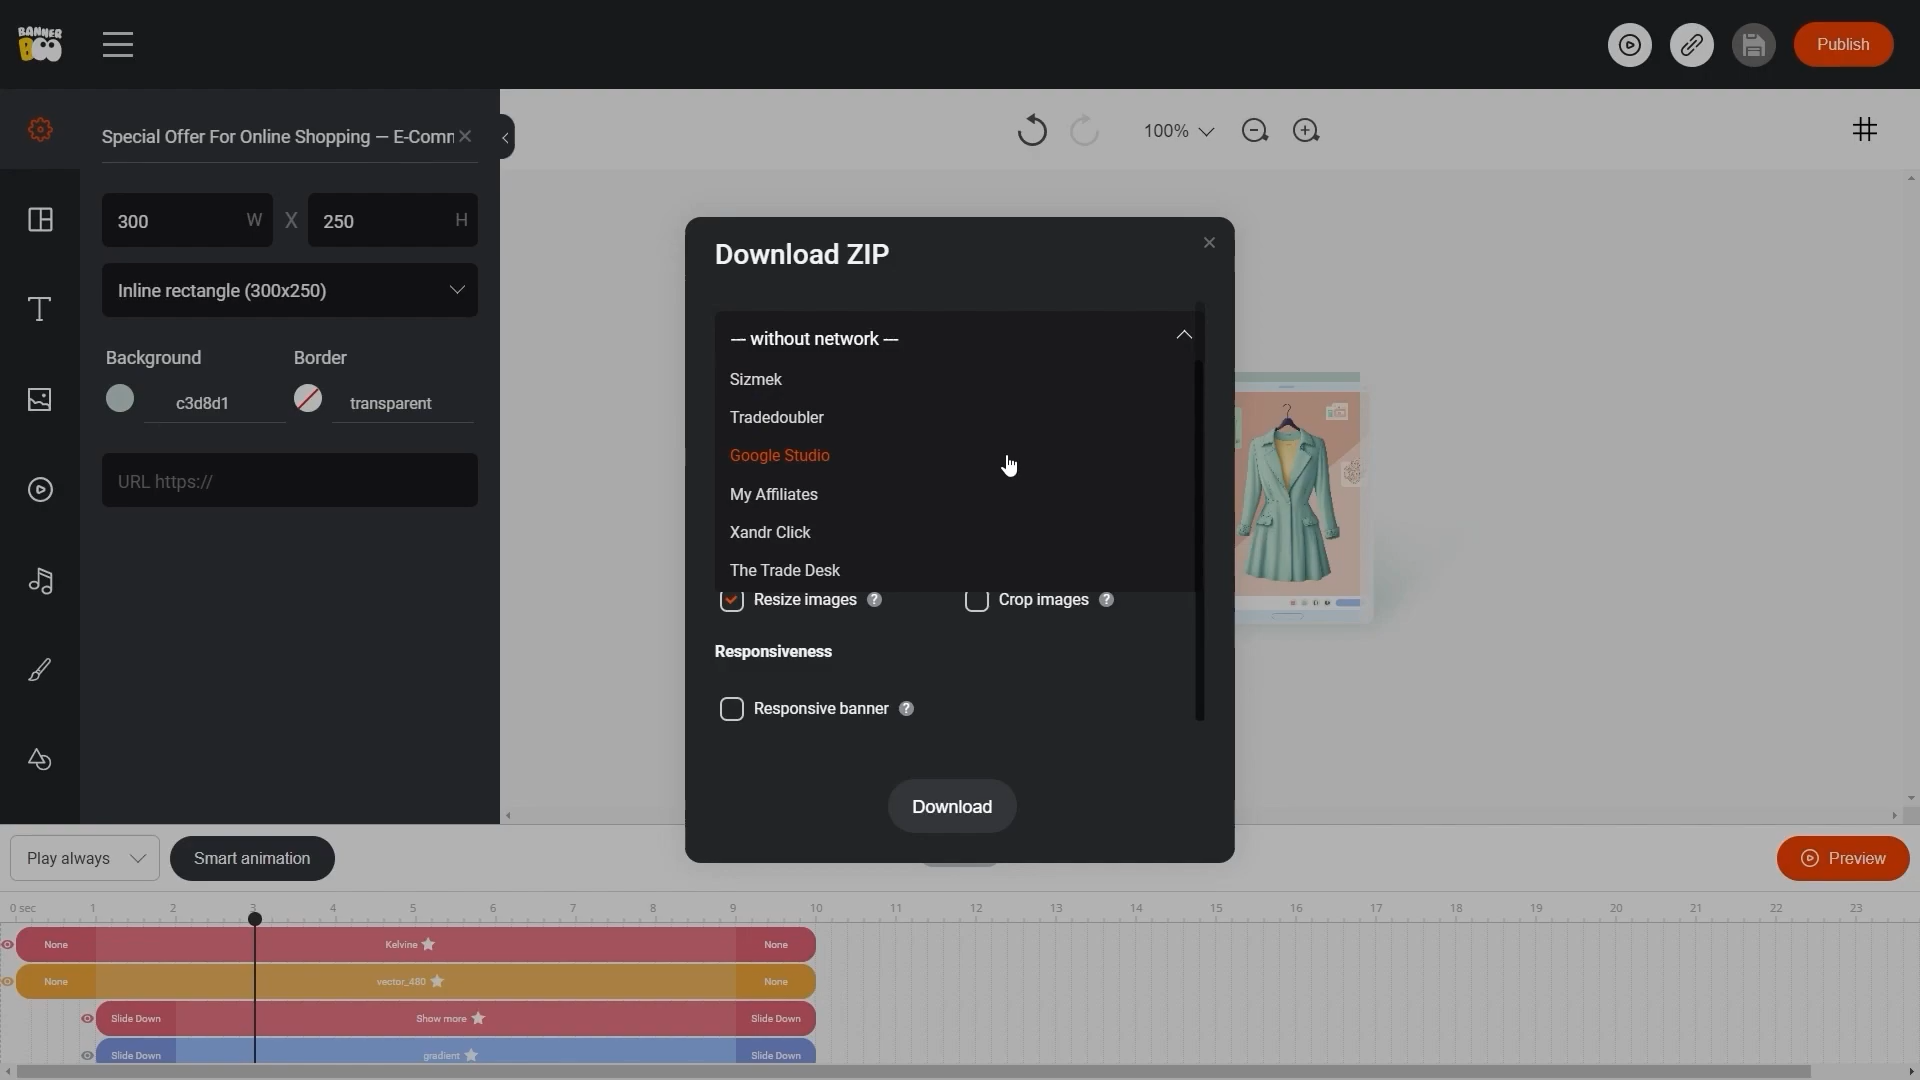 BANNER
BOO
Publish
Special Offer For Online Shopping — E-Comm
100%
300 W X 250 H
Inline rectangle (300x250)
Background Border
c3d8d1 transparent
URL https://
Download ZIP
— without network —
Sizmek
Tradedoubler
Google Studio
My Affiliates
Xandr Click
The Trade Desk
Resize images ? Crop images ?
Responsiveness
Responsive banner ?
Download
Play always Smart animation Preview
0 sec 1 2 3 4 5 6 7 8 9 10 11 12 13 14 15 16 17 18 19 20 21 22 23
None Kelvine None
None vector_480 None
Slide Down Show more Slide Down
Slide Down gradient Slide Down